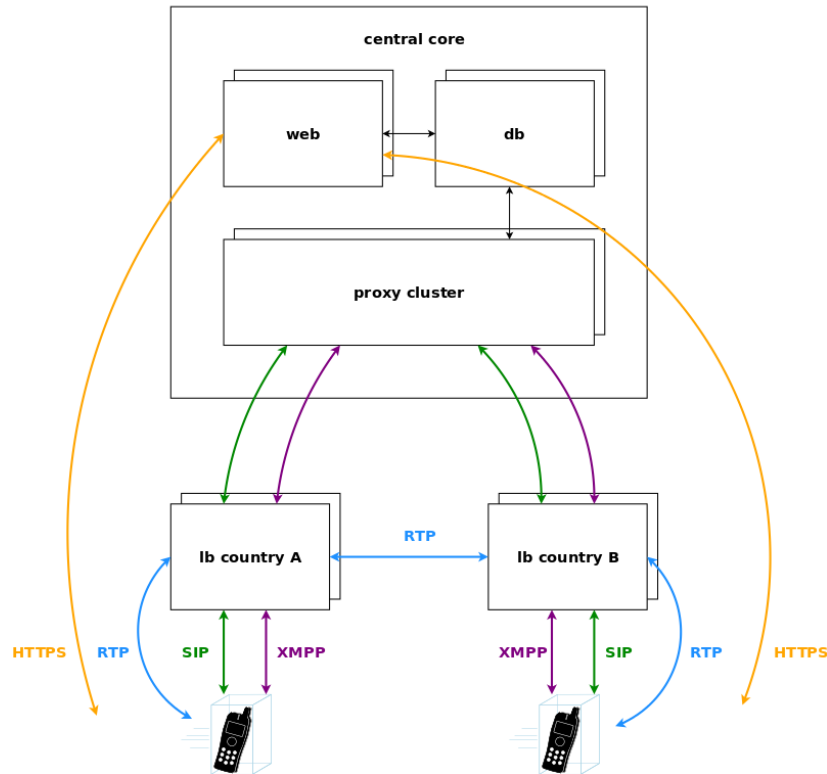 central core
web
db
proxy cluster
RTP
lb country A
lb country B
HTTPS
RTP
SIP
XMPP
XMPP
SIP
RTP
HTTPS